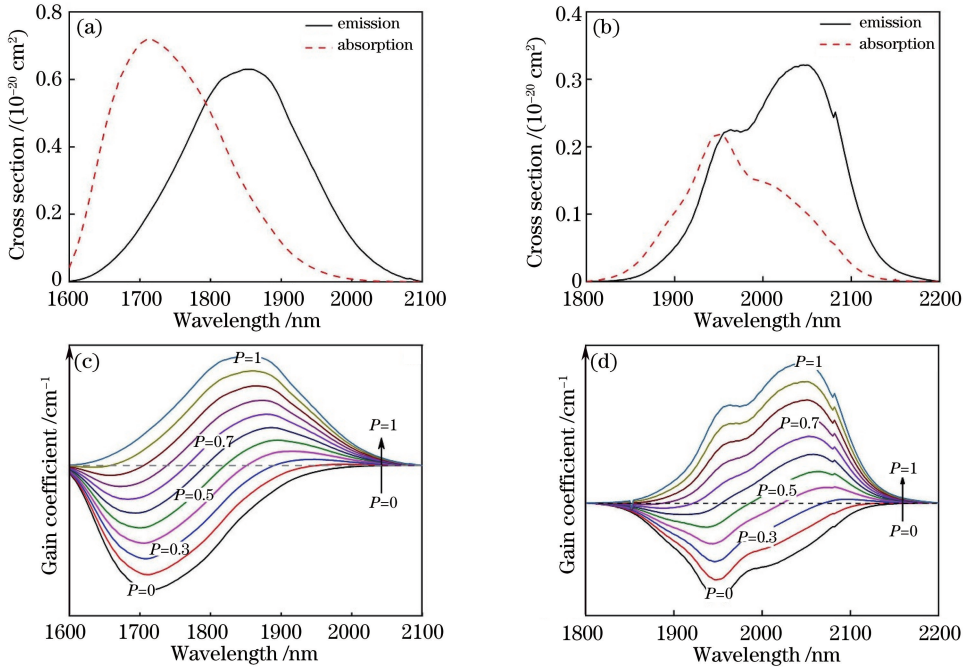 (a)
emission
absorption
0.8
0.6
0.4
0.2
0
Cross section /(10⁻²⁰ cm²)
1600 1700 1800 1900 2000 2100
Wavelength /nm
(b)
emission
absorption
0.4
0.3
0.2
0.1
0
Cross section /(10⁻²⁰ cm²)
1800 1900 2000 2100 2200
Wavelength /nm
(c)
P=1
P=0.7
P=0.5
P=0.3
P=0
P=1
P=0
Gain coefficient /cm⁻¹
1600 1700 1800 1900 2000 2100
Wavelength /nm
(d)
P=1
P=0.7
P=0.5
P=0.3
P=0
P=1
P=0
Gain coefficient /cm⁻¹
1800 1900 2000 2100 2200
Wavelength /nm